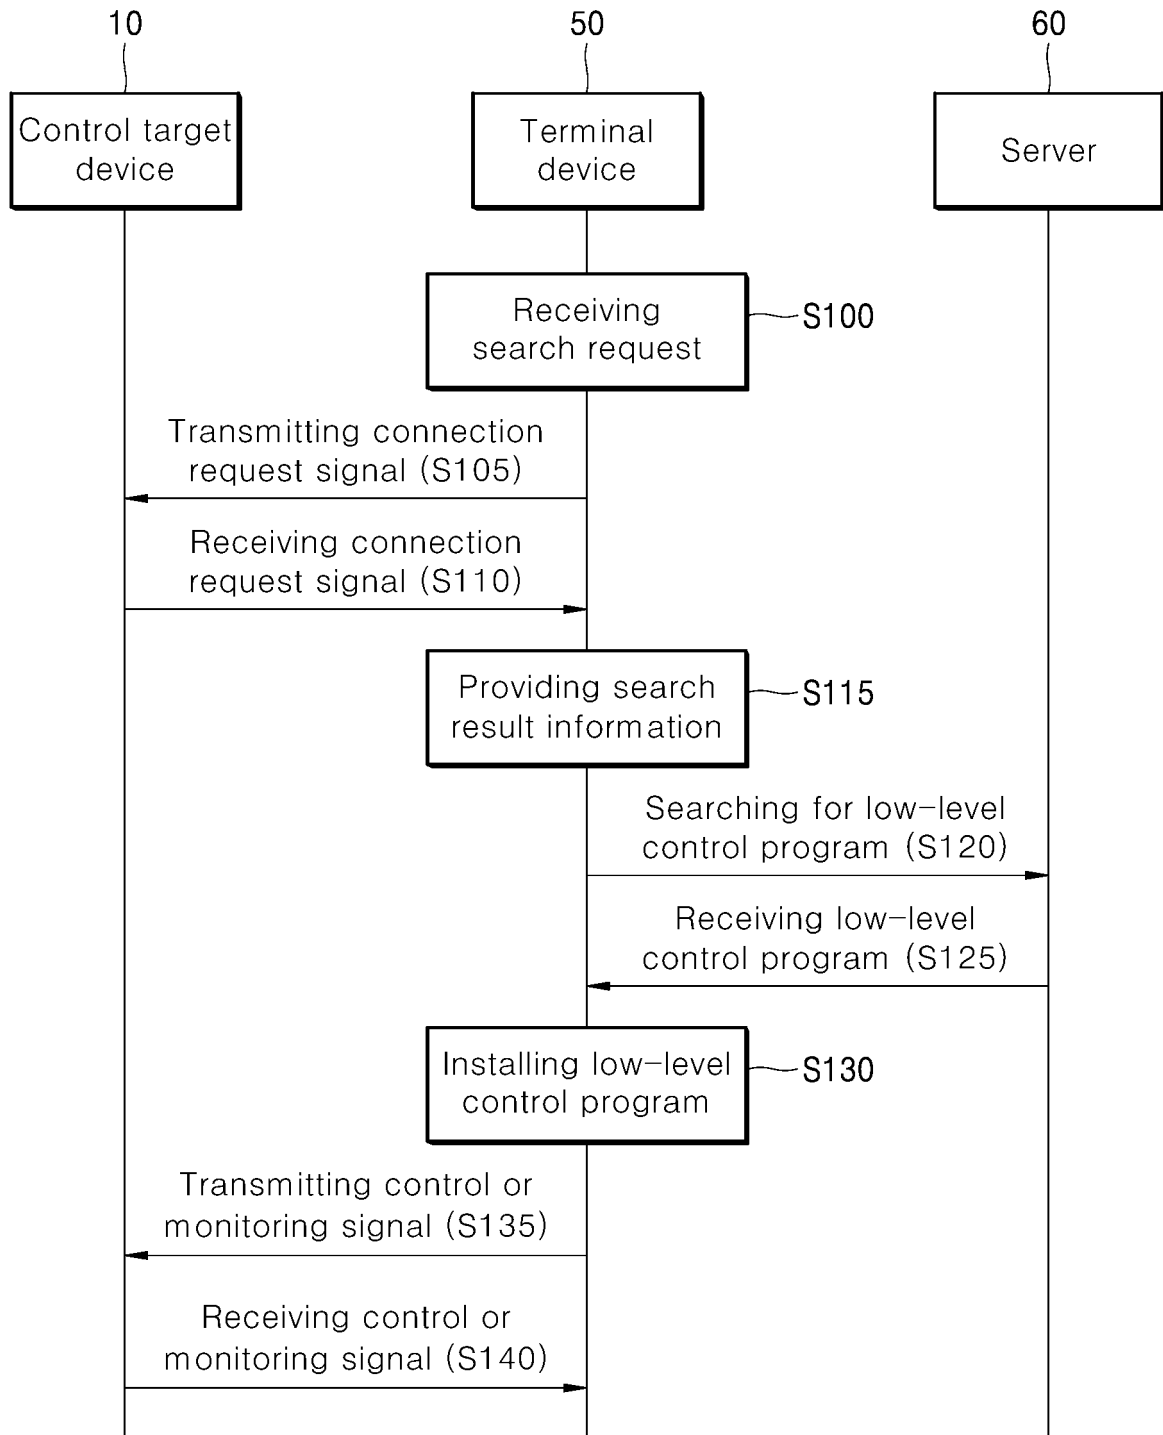 10
50
60
Control target
device
Terminal
device
Server
Receiving
search request
S100
Transmitting connection
request signal (S105)
Receiving connection
request signal (S110)
Providing search
result information
S115
Searching for low-level
control program (S120)
Receiving low-level
control program (S125)
Installing low-level
control program
S130
Transmitting control or
monitoring signal (S135)
Receiving control or
monitoring signal (S140)